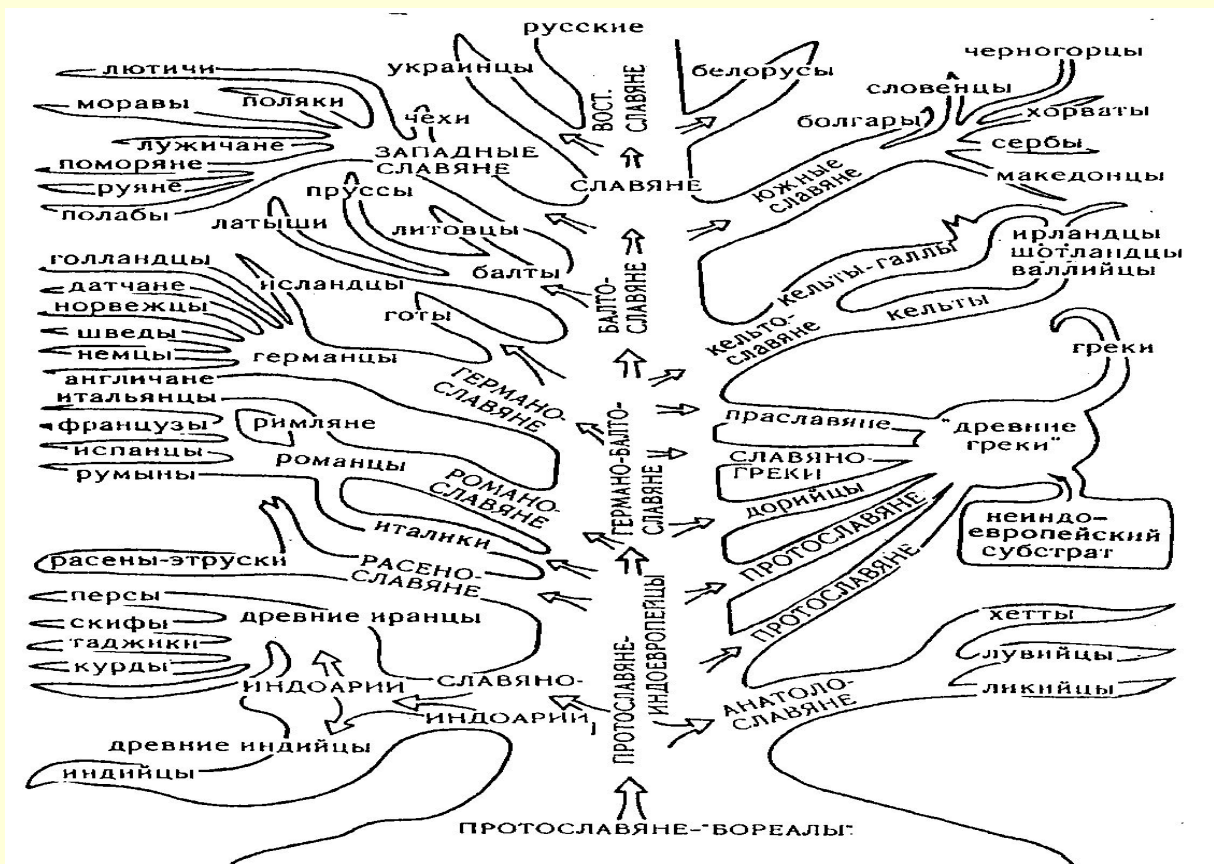 русские
украинцы
белорусы
черногорцы
словенцы
хорваты
болгары
сербы
македонцы
ВОСТ.
СЛАВЯНЕ
лютичи
моравы
поляки
чехи
лужичане
поморяне
руяне
полабы
ЗАПАДНЫЕ
СЛАВЯНЕ
СЛАВЯНЕ
ЮЖНЫЕ
СЛАВЯНЕ
пруссы
латыши
литовцы
балты
БАЛТО-
СЛАВЯНЕ
кельты-галлы
ирландцы
шотландцы
валлийцы
кельты
КЕЛЬТО-
СЛАВЯНЕ
голландцы
датчане
норвежцы
шведы
немцы
англичане
исландцы
готы
германцы
ГЕРМАНО-
СЛАВЯНЕ
греки
праславяне
"древние
греки"
СЛАВЯНО-
ГРЕКИ
дорийцы
ПРОТОСЛАВЯНЕ
ПРОТОСЛАВЯНЕ
неиндо-
европейский
субстрат
ГЕРМАНО-БАЛТО-
СЛАВЯНЕ
итальянцы
французы
испанцы
румыны
римляне
романцы
РОМАНО-
СЛАВЯНЕ
италики
расены-этруски
РАСЕНО-
СЛАВЯНЕ
персы
скифы
таджики
курды
древние иранцы
ИНДОАРИИ
СЛАВЯНО-
ИНДОАРИИ
древние индийцы
индийцы
ПРОТОСЛАВЯНЕ-
ИНДОЕВРОПЕЙЦЫ
АНАТОЛО-
СЛАВЯНЕ
хетты
лувийцы
ликийцы
ПРОТОСЛАВЯНЕ-"БОРЕАЛЫ".